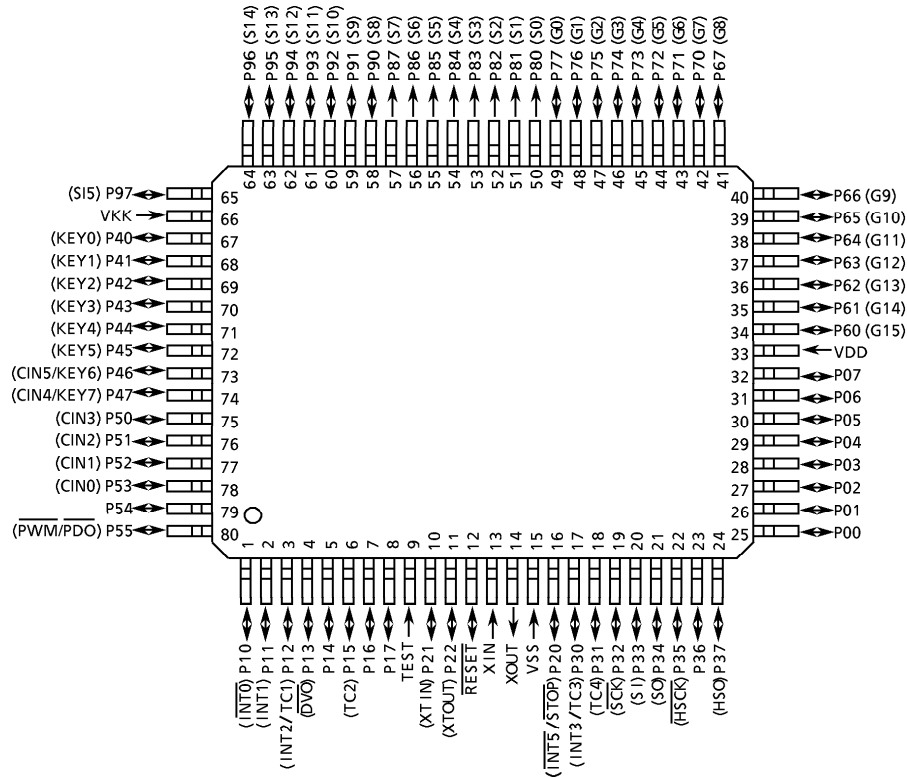 P96 (S14)
P95 (S13)
P94 (S12)
P93 (S11)
P92 (S10)
P91 (S9)
P90 (S8)
P87 (S7)
P86 (S6)
P85 (S5)
P84 (S4)
P83 (S3)
P82 (S2)
P81 (S1)
P80 (S0)
P77 (G0)
P76 (G1)
P75 (G2)
P74 (G3)
P73 (G4)
P72 (G5)
P71 (G6)
P70 (G7)
P67 (G8)
64 63 62 61 60 59 58 57 56 55 54 53 52 51 50 49 48 47 46 45 44 43 42 41
(SI5) P97 65 40 P66 (G9)
VKK 66 39 P65 (G10)
(KEY0) P40 67 38 P64 (G11)
(KEY1) P41 68 37 P63 (G12)
(KEY2) P42 69 36 P62 (G13)
(KEY3) P43 70 35 P61 (G14)
(KEY4) P44 71 34 P60 (G15)
(KEY5) P45 72 33 VDD
(CIN5/KEY6) P46 73 32 P07
(CIN4/KEY7) P47 74 31 P06
(CIN3) P50 75 30 P05
(CIN2) P51 76 29 P04
(CIN1) P52 77 28 P03
(CIN0) P53 78 27 P02
P54 79 26 P01
(PWM/PDO) P55 80 25 P00
1 2 3 4 5 6 7 8 9 10 11 12 13 14 15 16 17 18 19 20 21 22 23 24
(INT0) P10
(INT1) P11
(INT2/TC1) P12
(DVO) P13
P14
(TC2) P15
P16
P17
TEST
(XTIN) P21
(XTOUT) P22
RESET
XIN
XOUT
VSS
(INT5/STOP) P20
(INT3/TC3) P30
(TC4) P31
(SCK) P32
(SI) P33
(SO) P34
(HSCK) P35
P36
(HSO) P37